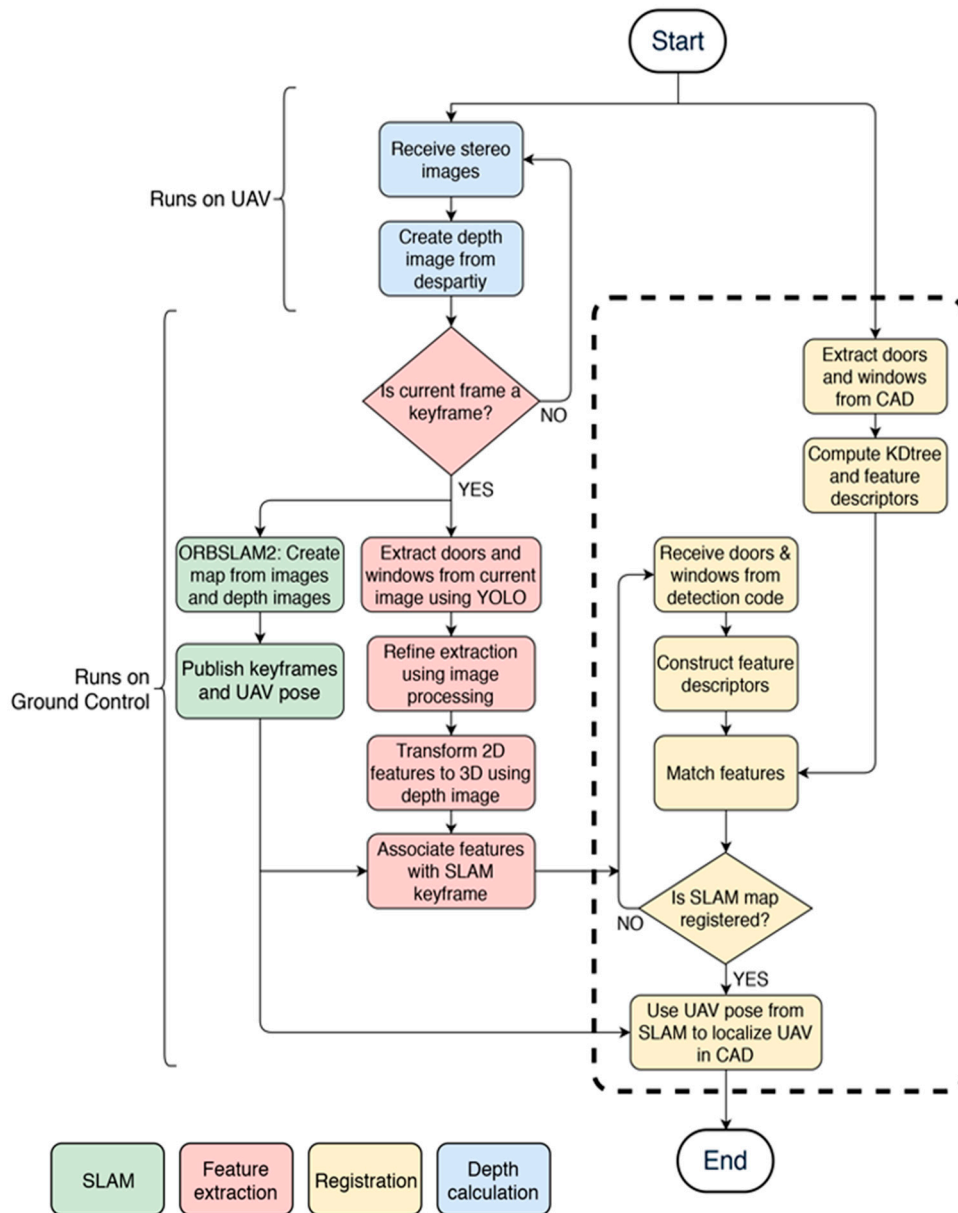 Start
Runs on UAV
Receive stereo
images
Create depth
image from
despartiy
Is current frame a
keyframe?
NO
YES
Extract doors
and windows
from CAD
Compute KDtree
and feature
descriptors
Runs on
Ground Control
ORBSLAM2: Create
map from images
and depth images
Publish keyframes
and UAV pose
Extract doors and
windows from current
image using YOLO
Refine extraction
using image
processing
Transform 2D
features to 3D using
depth image
Associate features
with SLAM
keyframe
Receive doors &
windows from
detection code
Construct feature
descriptors
Match features
Is SLAM map
registered?
NO
YES
Use UAV pose from
SLAM to localize UAV
in CAD
End
SLAM
Feature
extraction
Registration
Depth
calculation